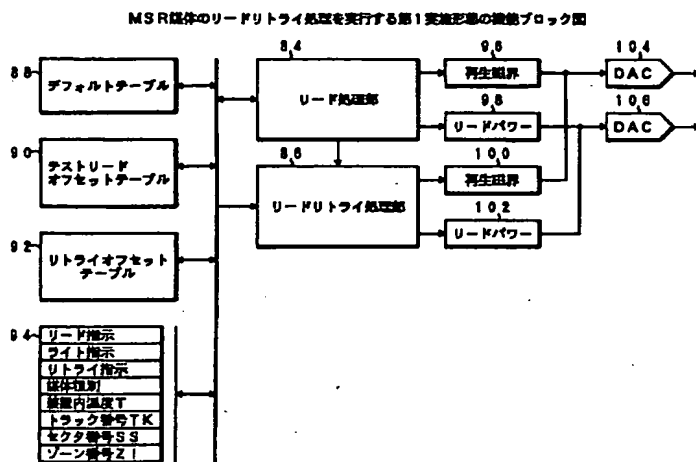 MSR媒体のリードリトライ処理を実行する第1実施形態の機能ブロック図
88
デフォルトテーブル
90
テストリード
オフセットテーブル
92
リトライオフセット
テーブル
94
リード指示
ライト指示
リトライ指示
媒体種別
装置内温度T
トラック番号TK
セクタ番号SS
ゾーン番号ZI
84
リード処理部
86
リードリトライ処理部
96
再生磁界
98
リードパワー
100
再生磁界
102
リードパワー
104
DAC
106
DAC